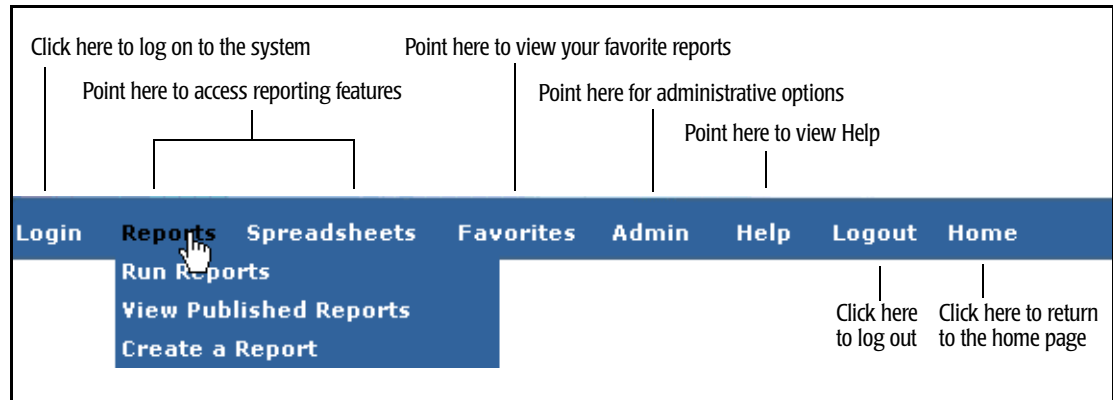 Click here to log on to the system
Point here to view your favorite reports
Point here to access reporting features
Point here for administrative options
Point here to view Help
Login Reports Spreadsheets Favorites Admin Help Logout Home
Run Reports
View Published Reports
Create a Report
Click here
to log out
Click here to return
to the home page